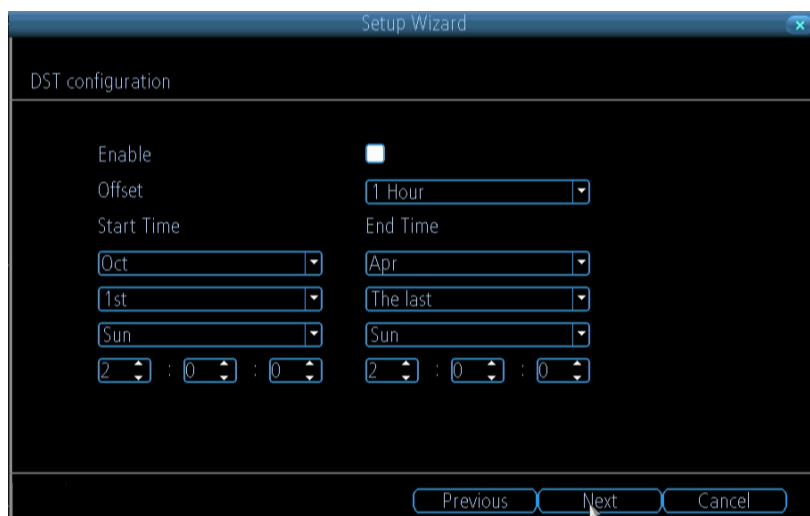 Setup Wizard
DST configuration
Enable
Offset 1 Hour
Start Time End Time
Oct Apr
1st The last
Sun Sun
2 : 0 : 0 2 : 0 : 0
Previous Next Cancel